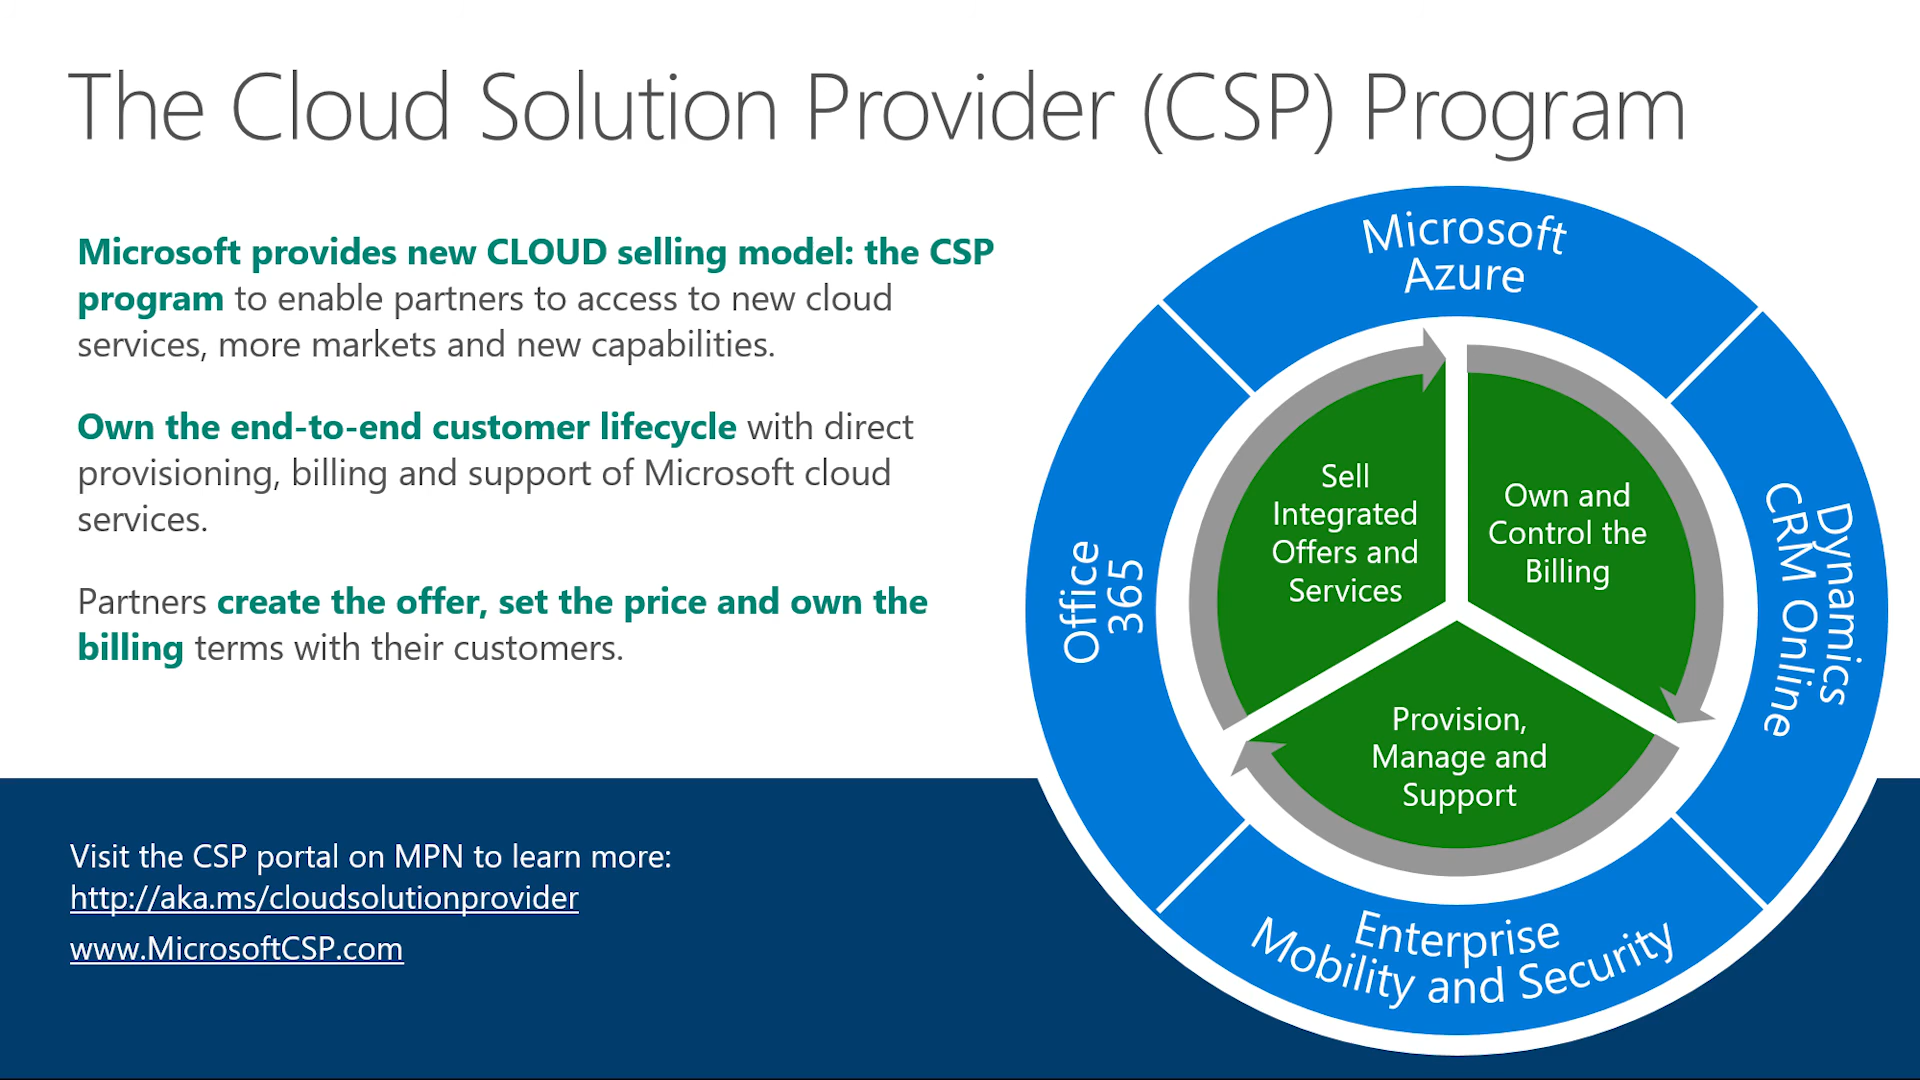 The Cloud Solution Provider (CSP) Program
Microsoft provides new CLOUD selling model: the CSP
program to enable partners to access to new cloud
services, more markets and new capabilities.
Own the end-to-end customer lifecycle with direct
provisioning, billing and support of Microsoft cloud
services.
Partners create the offer, set the price and own the
billing terms with their customers.
Visit the CSP portal on MPN to learn more:
http://aka.ms/cloudsolutionprovider
www.MicrosoftCSP.com
Microsoft
Azure
Dynamics
CRM Online
Enterprise
Mobility and Security
Office
365
Sell
Integrated
Offers and
Services
Own and
Control the
Billing
Provision,
Manage and
Support